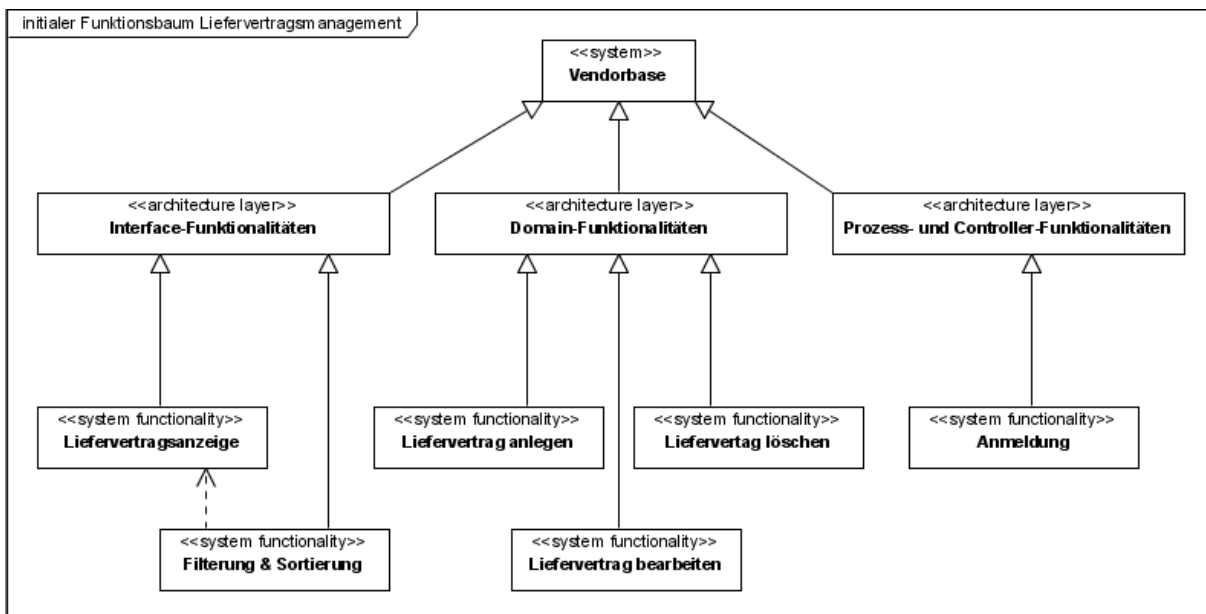 initialer Funktionsbaum Liefervertragsmanagement
<<system>>
Vendorbase
<<architecture layer>>
Interface-Funktionalitäten
<<architecture layer>>
Domain-Funktionalitäten
<<architecture layer>>
Prozess- und Controller-Funktionalitäten
<<system functionality>>
Liefervertragsanzeige
<<system functionality>>
Liefervertrag anlegen
<<system functionality>>
Liefervertag löschen
<<system functionality>>
Anmeldung
<<system functionality>>
Filterung & Sortierung
<<system functionality>>
Liefervertrag bearbeiten